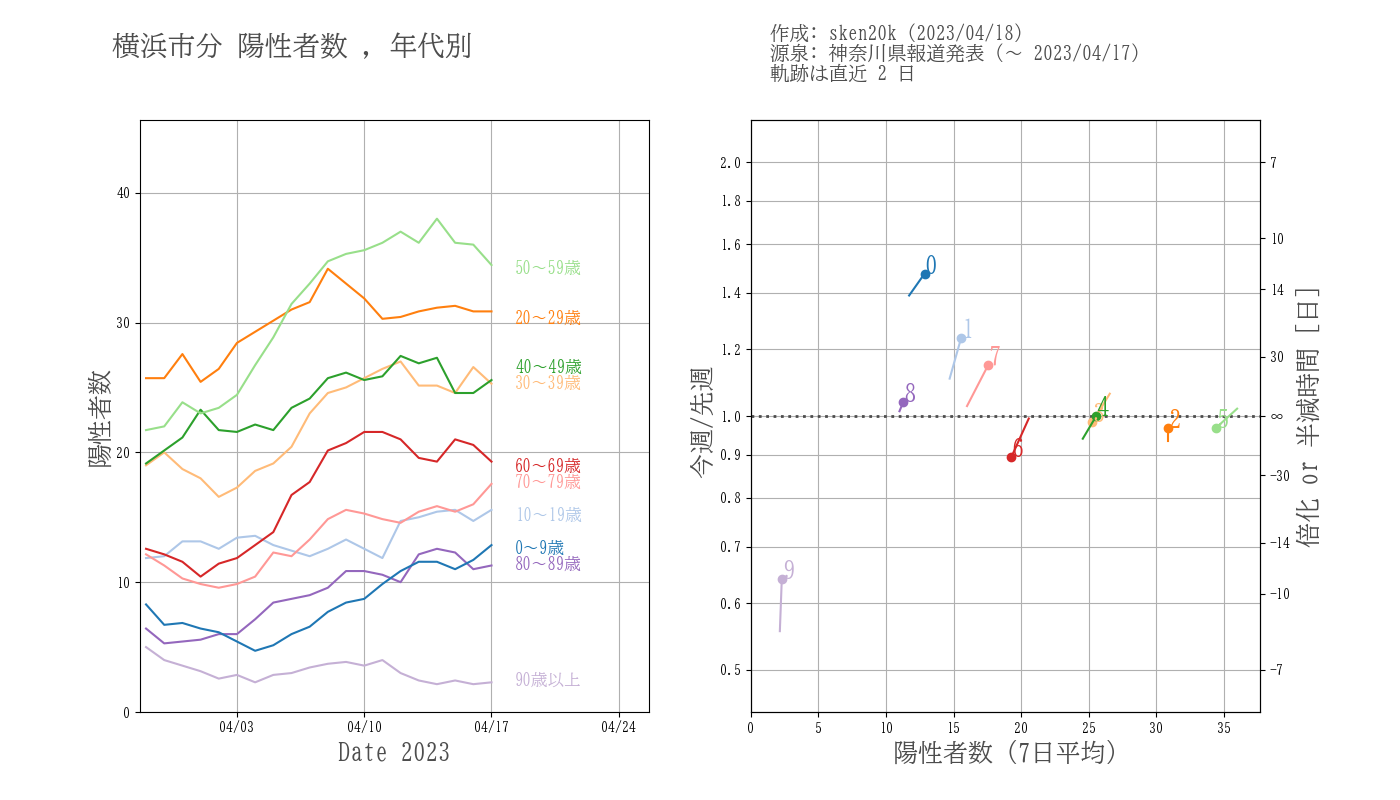 横浜市分 陽性者数 , 年代別
作成: sken20k (2023/04/18)
源泉: 神奈川県報道発表 (〜 2023/04/17)
軌跡は直近 2 日
陽性者数
40
30
20
10
0
04/03 04/10 04/17 04/24
Date 2023
50〜59歳
20〜29歳
40〜49歳
30〜39歳
60〜69歳
70〜79歳
10〜19歳
0〜9歳
80〜89歳
90歳以上
今週/先週
2.0
1.8
1.6
1.4
1.2
1.0
0.9
0.8
0.7
0.6
0.5
0
1
7
8
3
4
2
5
6
9
0 5 10 15 20 25 30 35
陽性者数 (7日平均)
7
10
14
30
∞
−30
−14
−10
−7
倍化 or 半減時間 [日]